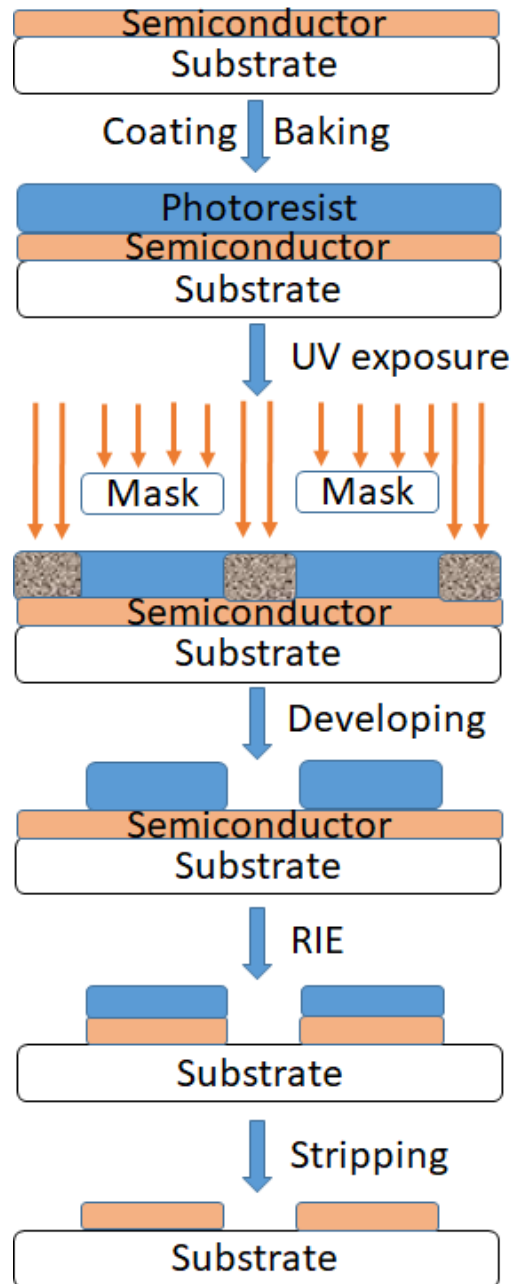 Semiconductor
Substrate
Coating Baking
Photoresist
Semiconductor
Substrate
UV exposure
Mask Mask
Semiconductor
Substrate
Developing
Semiconductor
Substrate
RIE
Substrate
Stripping
Substrate